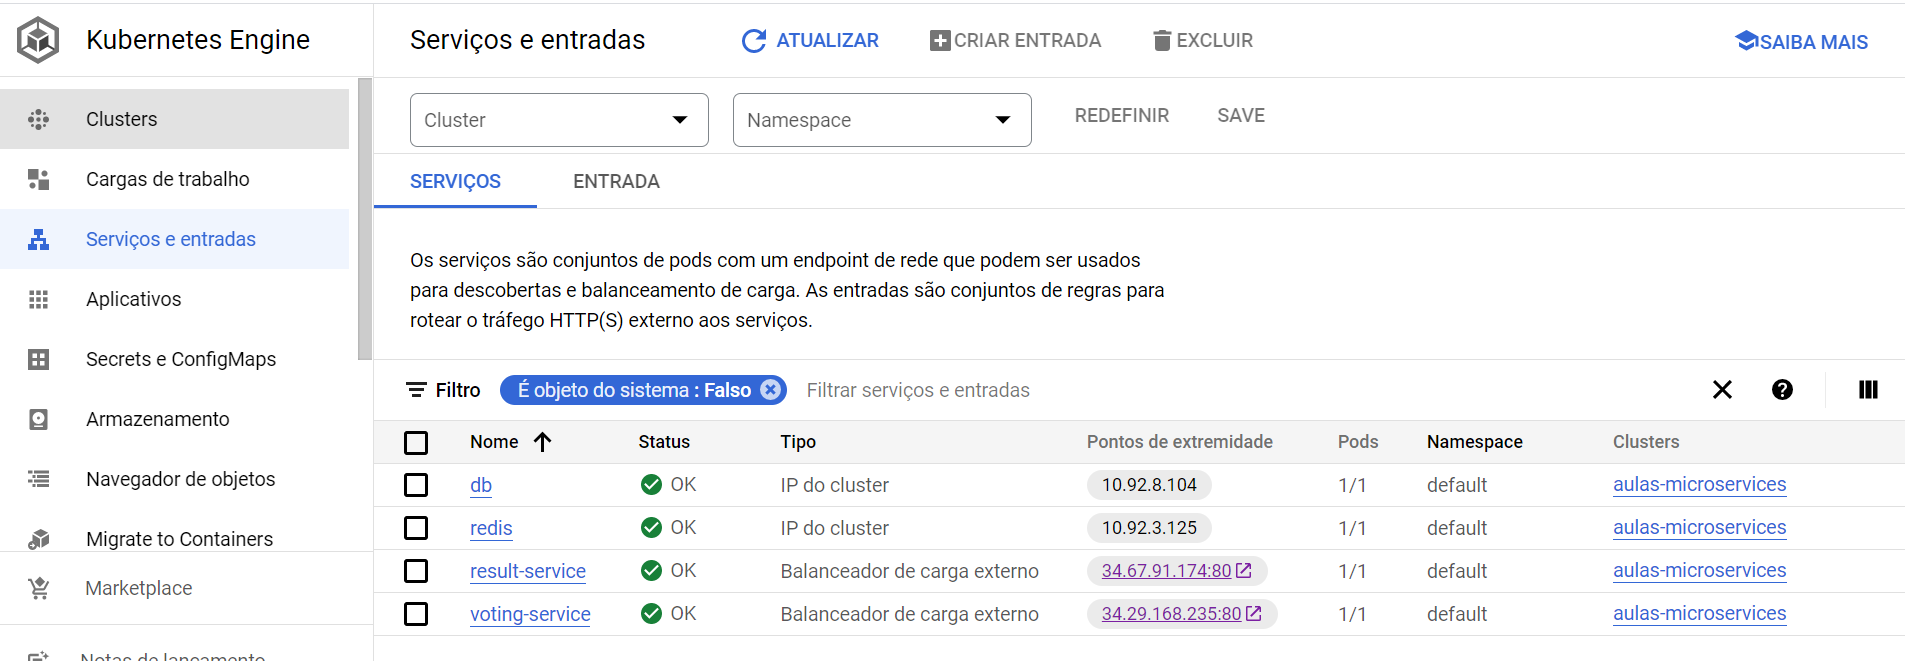 Kubernetes Engine
Serviços e entradas
ATUALIZAR
CRIAR ENTRADA
EXCLUIR
SAIBA MAIS
Clusters
Cargas de trabalho
Serviços e entradas
Aplicativos
Secrets e ConfigMaps
Armazenamento
Navegador de objetos
Migrate to Containers
Marketplace
Notas de lançamento
Cluster
Namespace
REDEFINIR
SAVE
SERVIÇOS
ENTRADA
Os serviços são conjuntos de pods com um endpoint de rede que podem ser usados
para descobertas e balanceamento de carga. As entradas são conjuntos de regras para
rotear o tráfego HTTP(S) externo aos serviços.
Filtro
É objeto do sistema : Falso
Filtrar serviços e entradas
Nome Status Tipo Pontos de extremidade Pods Namespace Clusters
db OK IP do cluster 10.92.8.104 1/1 default aulas-microservices
redis OK IP do cluster 10.92.3.125 1/1 default aulas-microservices
result-service OK Balanceador de carga externo 34.67.91.174:80 1/1 default aulas-microservices
voting-service OK Balanceador de carga externo 34.29.168.235:80 1/1 default aulas-microservices